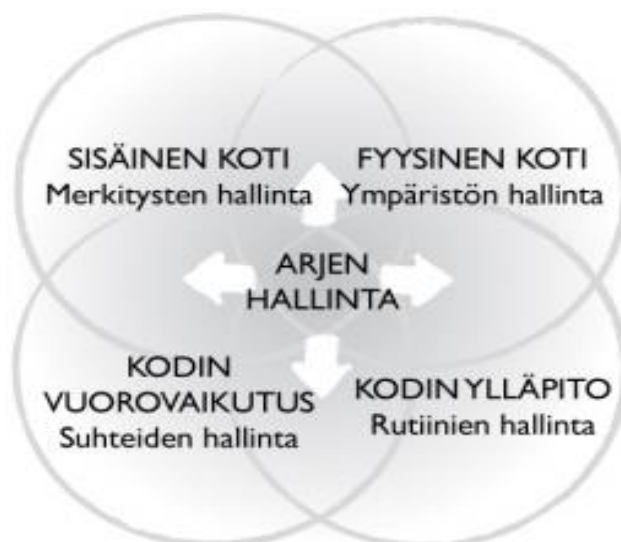 SISÄINEN KOTI
Merkitysten hallinta
FYYSINEN KOTI
Ympäristön hallinta
ARJEN
HALLINTA
KODIN
VUOROVAIKUTUS
Suhteiden hallinta
KODIN YLLÄPITO
Rutiinien hallinta